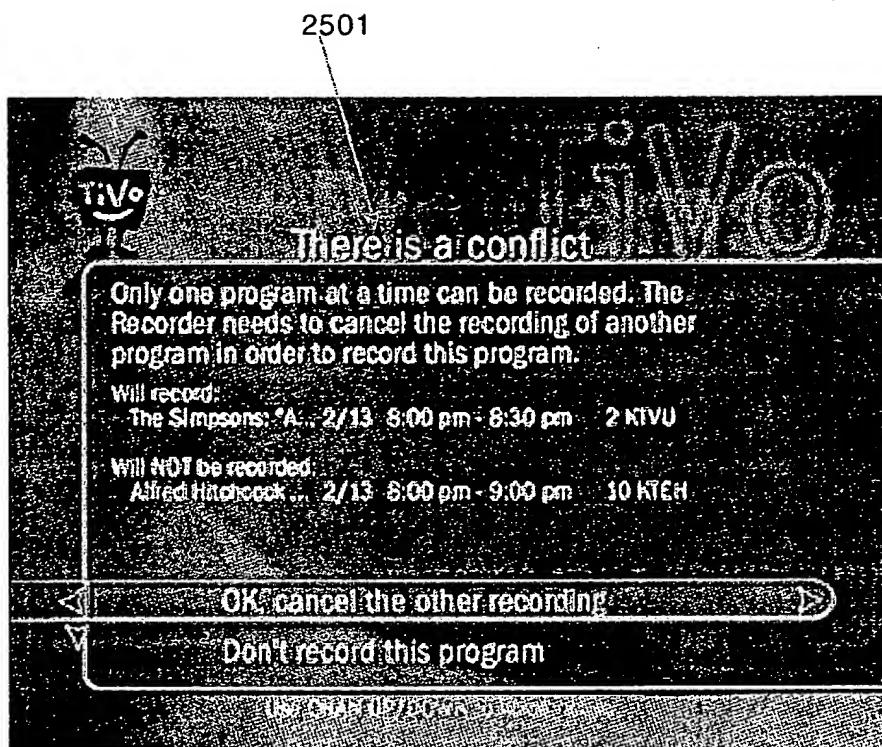 2501
TiVo
TiVo
There is a conflict
Only one program at a time can be recorded. The
Recorder needs to cancel the recording of another
program in order to record this program.
Will record:
The Simpsons: "A... 2/13 8:00 pm - 8:30 pm 2 KTVU
Will NOT be recorded:
Alfred Hitchcock ... 2/13 8:00 pm - 9:00 pm 10 KTEH
OK, cancel the other recording
Don't record this program
CHAN UP/DOWN